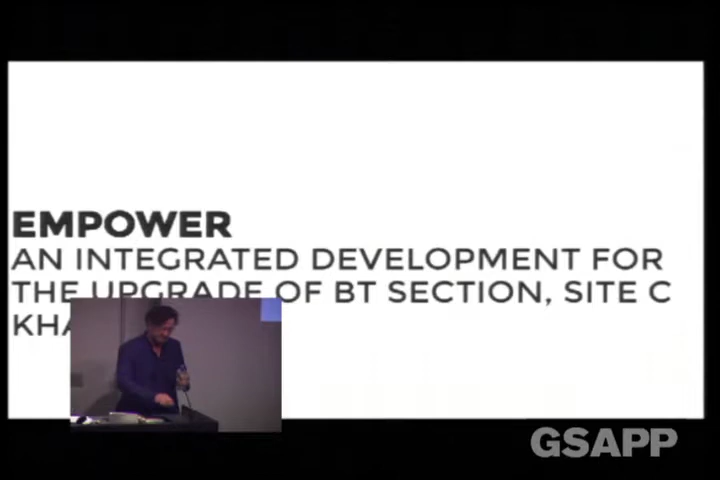 EMPOWER
AN INTEGRATED DEVELOPMENT FOR
THE UPGRADE OF BT SECTION, SITE C
GSAPP